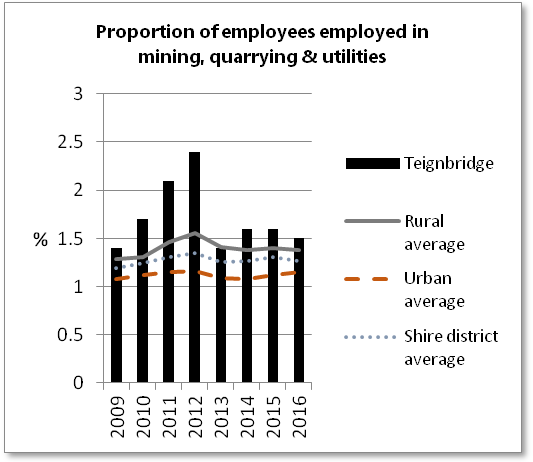 Proportion of employees employed in
mining, quarrying & utilities
3
2.5
2
1.5
1
0.5
0
%
2009
2010
2011
2012
2013
2014
2015
2016
Teignbridge
Rural
average
Urban
average
Shire district
average